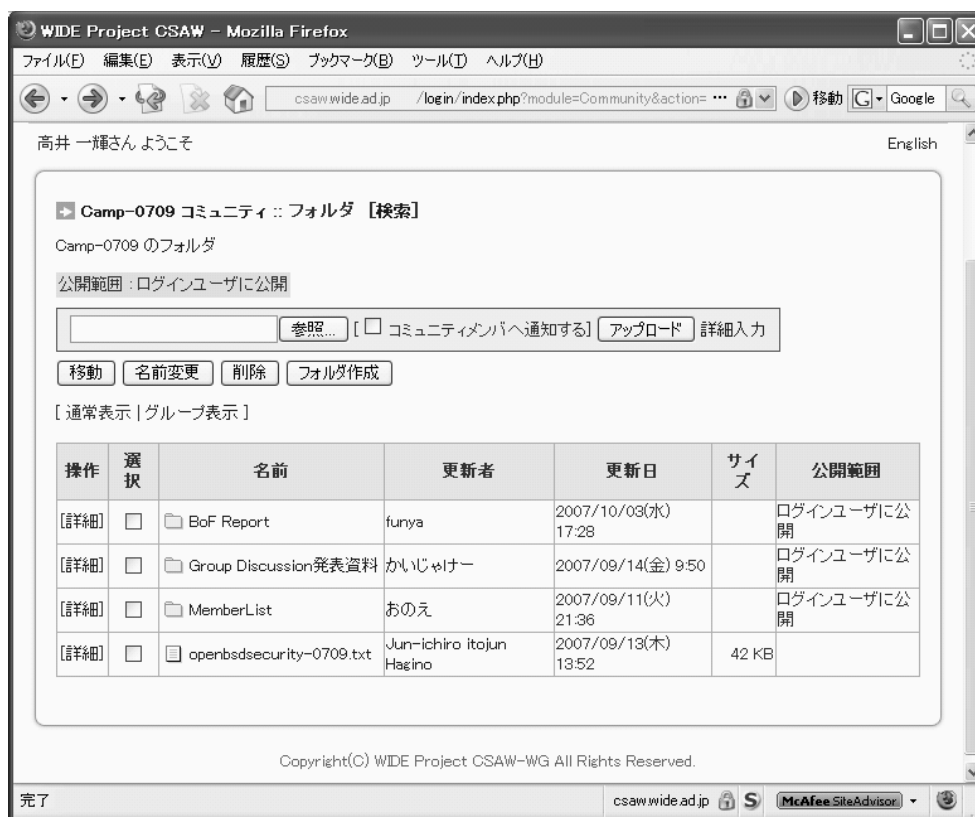 WIDE Project CSAW - Mozilla Firefox
ファイル(F) 編集(E) 表示(V) 履歴(S) ブックマーク(B) ツール(T) ヘルプ(H)
csaw.wide.ad.jp /login/index.php?module=Community&action= ... 移動 G Google
高井 一輝さん ようこそ English
Camp-0709 コミュニティ :: フォルダ [検索]
Camp-0709 のフォルダ
公開範囲 : ログインユーザに公開
参照... [ コミュニティメンバへ通知する] アップロード 詳細入力
移動 名前変更 削除 フォルダ作成
[ 通常表示 | グループ表示 ]
操作 選択 名前 更新者 更新日 サイズ 公開範囲
[詳細] BoF Report funya 2007/10/03(水) 17:28 ログインユーザに公開
[詳細] Group Discussion発表資料 かいじゃけー 2007/09/14(金) 9:50 ログインユーザに公開
[詳細] MemberList おのえ 2007/09/11(火) 21:36 ログインユーザに公開
[詳細] openbsdsecurity-0709.txt Jun-ichiro itojun Hagino 2007/09/13(木) 13:52 42 KB
Copyright(C) WIDE Project CSAW-WG All Rights Reserved.
完了 csaw.wide.ad.jp S McAfee SiteAdvisor